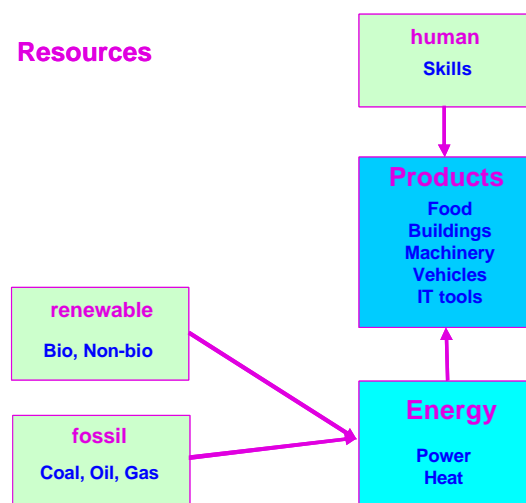 Resources
human
Skills
Products
Food
Buildings
Machinery
Vehicles
IT tools
renewable
Bio, Non-bio
fossil
Coal, Oil, Gas
Energy
Power
Heat